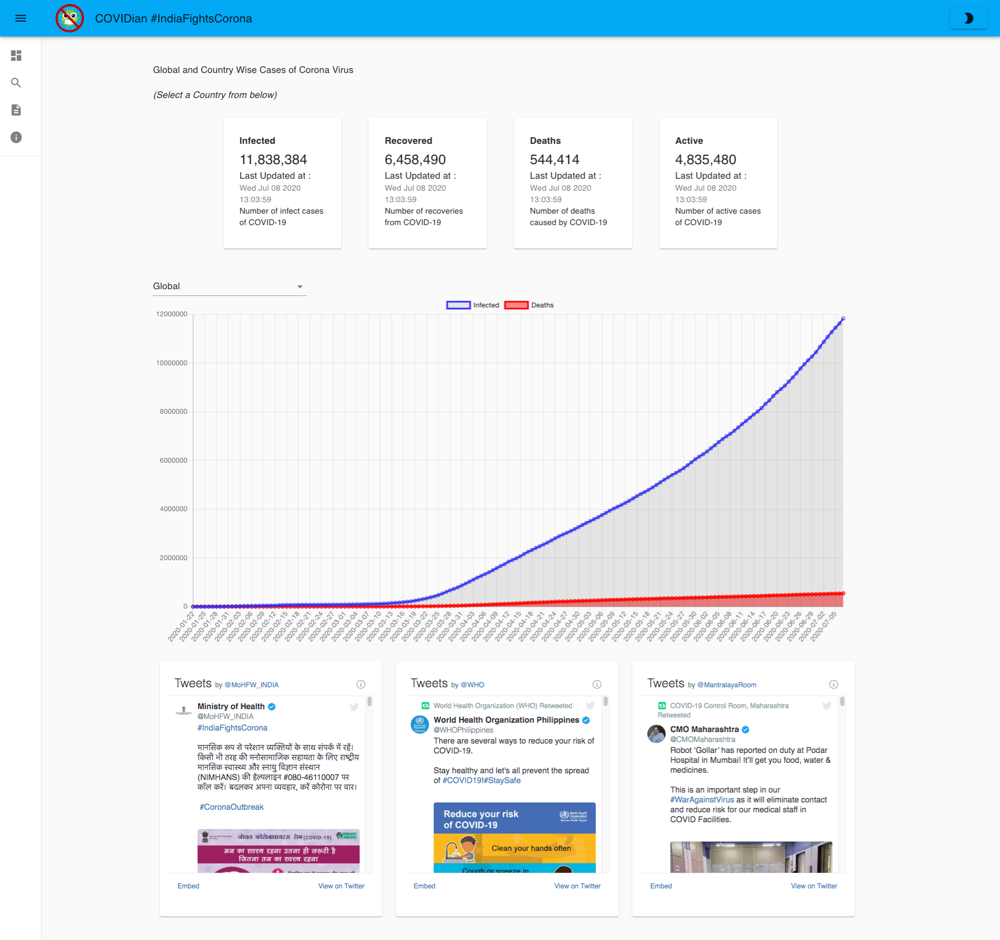 COVIDian #IndiaFightsCorona
Global and Country Wise Cases of Corona Virus
(Select a Country from below)
Infected
11,838,384
Last Updated at :
Wed Jul 08 2020
13:03:59
Number of infect cases
of COVID-19
Recovered
6,458,490
Last Updated at :
Wed Jul 08 2020
13:03:59
Number of recoveries
from COVID-19
Deaths
544,414
Last Updated at :
Wed Jul 08 2020
13:03:59
Number of deaths
caused by COVID-19
Active
4,835,480
Last Updated at :
Wed Jul 08 2020
13:03:59
Number of active cases
of COVID-19
Global
Infected
Deaths
12000000
10000000
8000000
6000000
4000000
2000000
0
2020-01-22
2020-01-25
2020-01-28
2020-01-31
2020-02-03
2020-02-06
2020-02-09
2020-02-12
2020-02-15
2020-02-18
2020-02-21
2020-02-24
2020-02-27
2020-03-01
2020-03-04
2020-03-07
2020-03-10
2020-03-13
2020-03-16
2020-03-19
2020-03-22
2020-03-25
2020-03-28
2020-03-31
2020-04-03
2020-04-06
2020-04-09
2020-04-12
2020-04-15
2020-04-18
2020-04-21
2020-04-24
2020-04-27
2020-04-30
2020-05-03
2020-05-06
2020-05-09
2020-05-12
2020-05-15
2020-05-18
2020-05-21
2020-05-24
2020-05-27
2020-05-30
2020-06-02
2020-06-05
2020-06-08
2020-06-11
2020-06-14
2020-06-17
2020-06-20
2020-06-23
2020-06-26
2020-06-29
2020-07-02
2020-07-05
Tweets by @MoHFW_INDIA
Ministry of Health
@MoHFW_INDIA
#IndiaFightsCorona
मानसिक रूप से परेशान व्यक्तियों के साथ संपर्क में रहें।
किसी भी तरह की मनोसामाजिक सहायता के लिए राष्ट्रीय
मानसिक स्वास्थ्य और स्नायु विज्ञान संस्थान
(NIMHANS) की हेल्पलाइन #080-46110007 पर
कॉल करें। बदलकर अपना व्यवहार, करें कोरोना पर वार।
#CoronaOutbreak
नोवल कोरोनावायरस रोग (COVID-19)
Help us to
help you
मन का स्वस्थ रहना उतना ही ज़रूरी है
जितना तन का स्वस्थ रहना
Embed
View on Twitter
Tweets by @WHO
World Health Organization (WHO) Retweeted
World Health Organization Philippines
@WHOPhilippines
There are several ways to reduce your risk of
COVID-19.
Stay healthy and let's all prevent the spread
of #COVID19!#StaySafe
Reduce your risk
of COVID-19
World Health
Organization
Western Pacific Region
Clean your hands often
Cough or sneeze in
Embed
View on Twitter
Tweets by @MantralayaRoom
COVID-19 Control Room, Maharashtra
Retweeted
CMO Maharashtra
@CMOMaharashtra
Robot ‘Gollar’ has reported on duty at Podar
Hospital in Mumbai! It’ll get you food, water &
medicines.
This is an important step in our
#WarAgainstVirus as it will eliminate contact
and reduce risk for our medical staff in
COVID Facilities.
Embed
View on Twitter